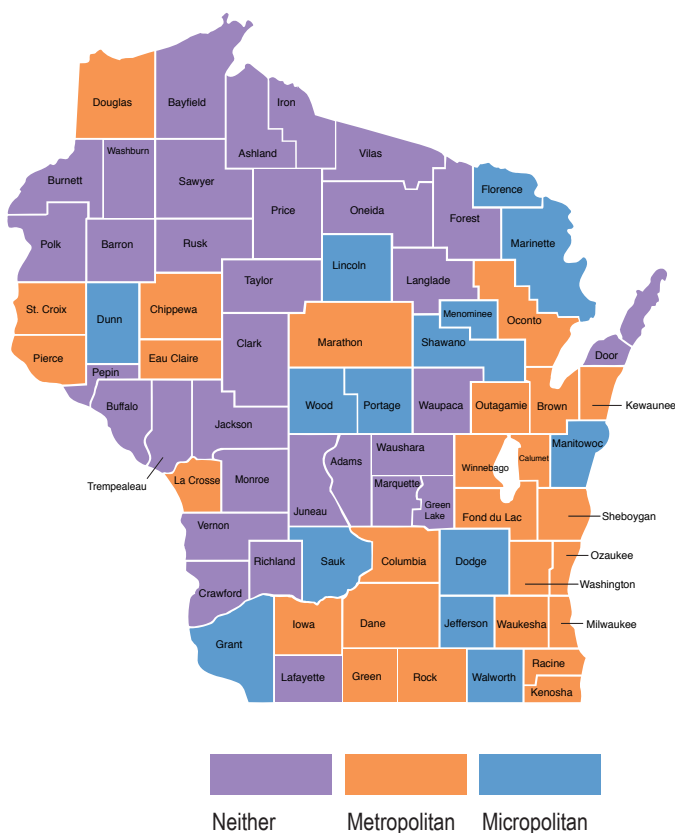 Douglas
Bayfield
Iron
Vilas
Ashland
Washburn
Burnett
Sawyer
Florence
Price
Oneida
Forest
Marinette
Polk
Barron
Rusk
Lincoln
Langlade
Taylor
St. Croix
Chippewa
Dunn
Menominee
Oconto
Marathon
Shawano
Clark
Pierce
Eau Claire
Door
Pepin
Buffalo
Wood
Portage
Waupaca
Outagamie
Brown
Kewaunee
Jackson
Manitowoc
Waushara
Adams
Winnebago
Calumet
La Crosse
Monroe
Trempealeau
Marquette
Green
Lake
Juneau
Fond du Lac
Sheboygan
Vernon
Richland
Sauk
Columbia
Dodge
Ozaukee
Washington
Crawford
Iowa
Dane
Jefferson
Waukesha
Milwaukee
Grant
Lafayette
Green
Rock
Walworth
Racine
Kenosha
Neither
Metropolitan
Micropolitan